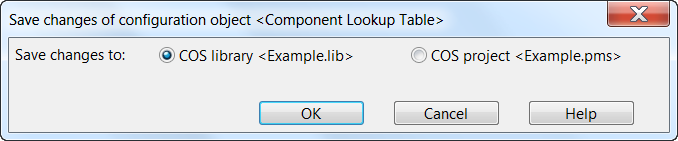 Save changes of configuration object <Component Lookup Table>
Save changes to: COS library <Example.lib> COS project <Example.pms>
OK Cancel Help